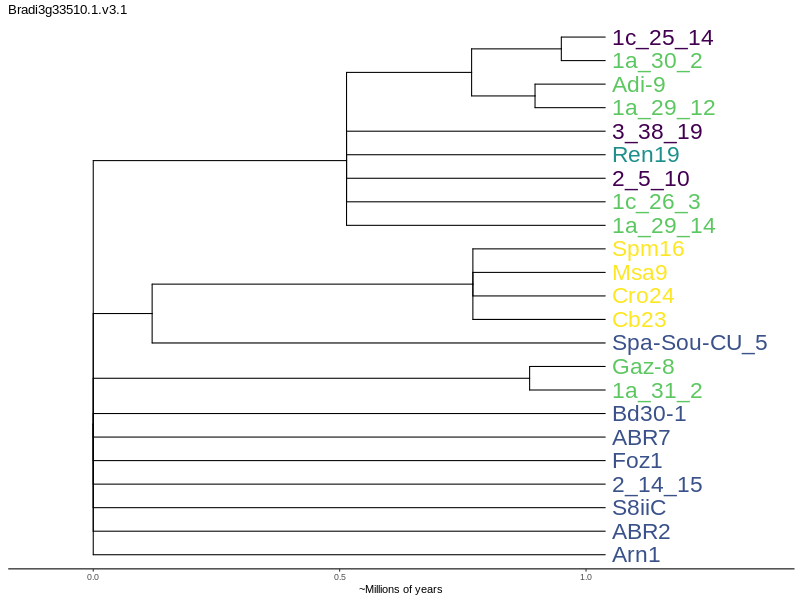 Bradi3g33510.1.v3.1
1c_25_14
1a_30_2
Adi-9
1a_29_12
3_38_19
Ren19
2_5_10
1c_26_3
1a_29_14
Spm16
Msa9
Cro24
Cb23
Spa-Sou-CU_5
Gaz-8
1a_31_2
Bd30-1
ABR7
Foz1
2_14_15
S8iiC
ABR2
Arn1
0.0 0.5 1.0
~Millions of years